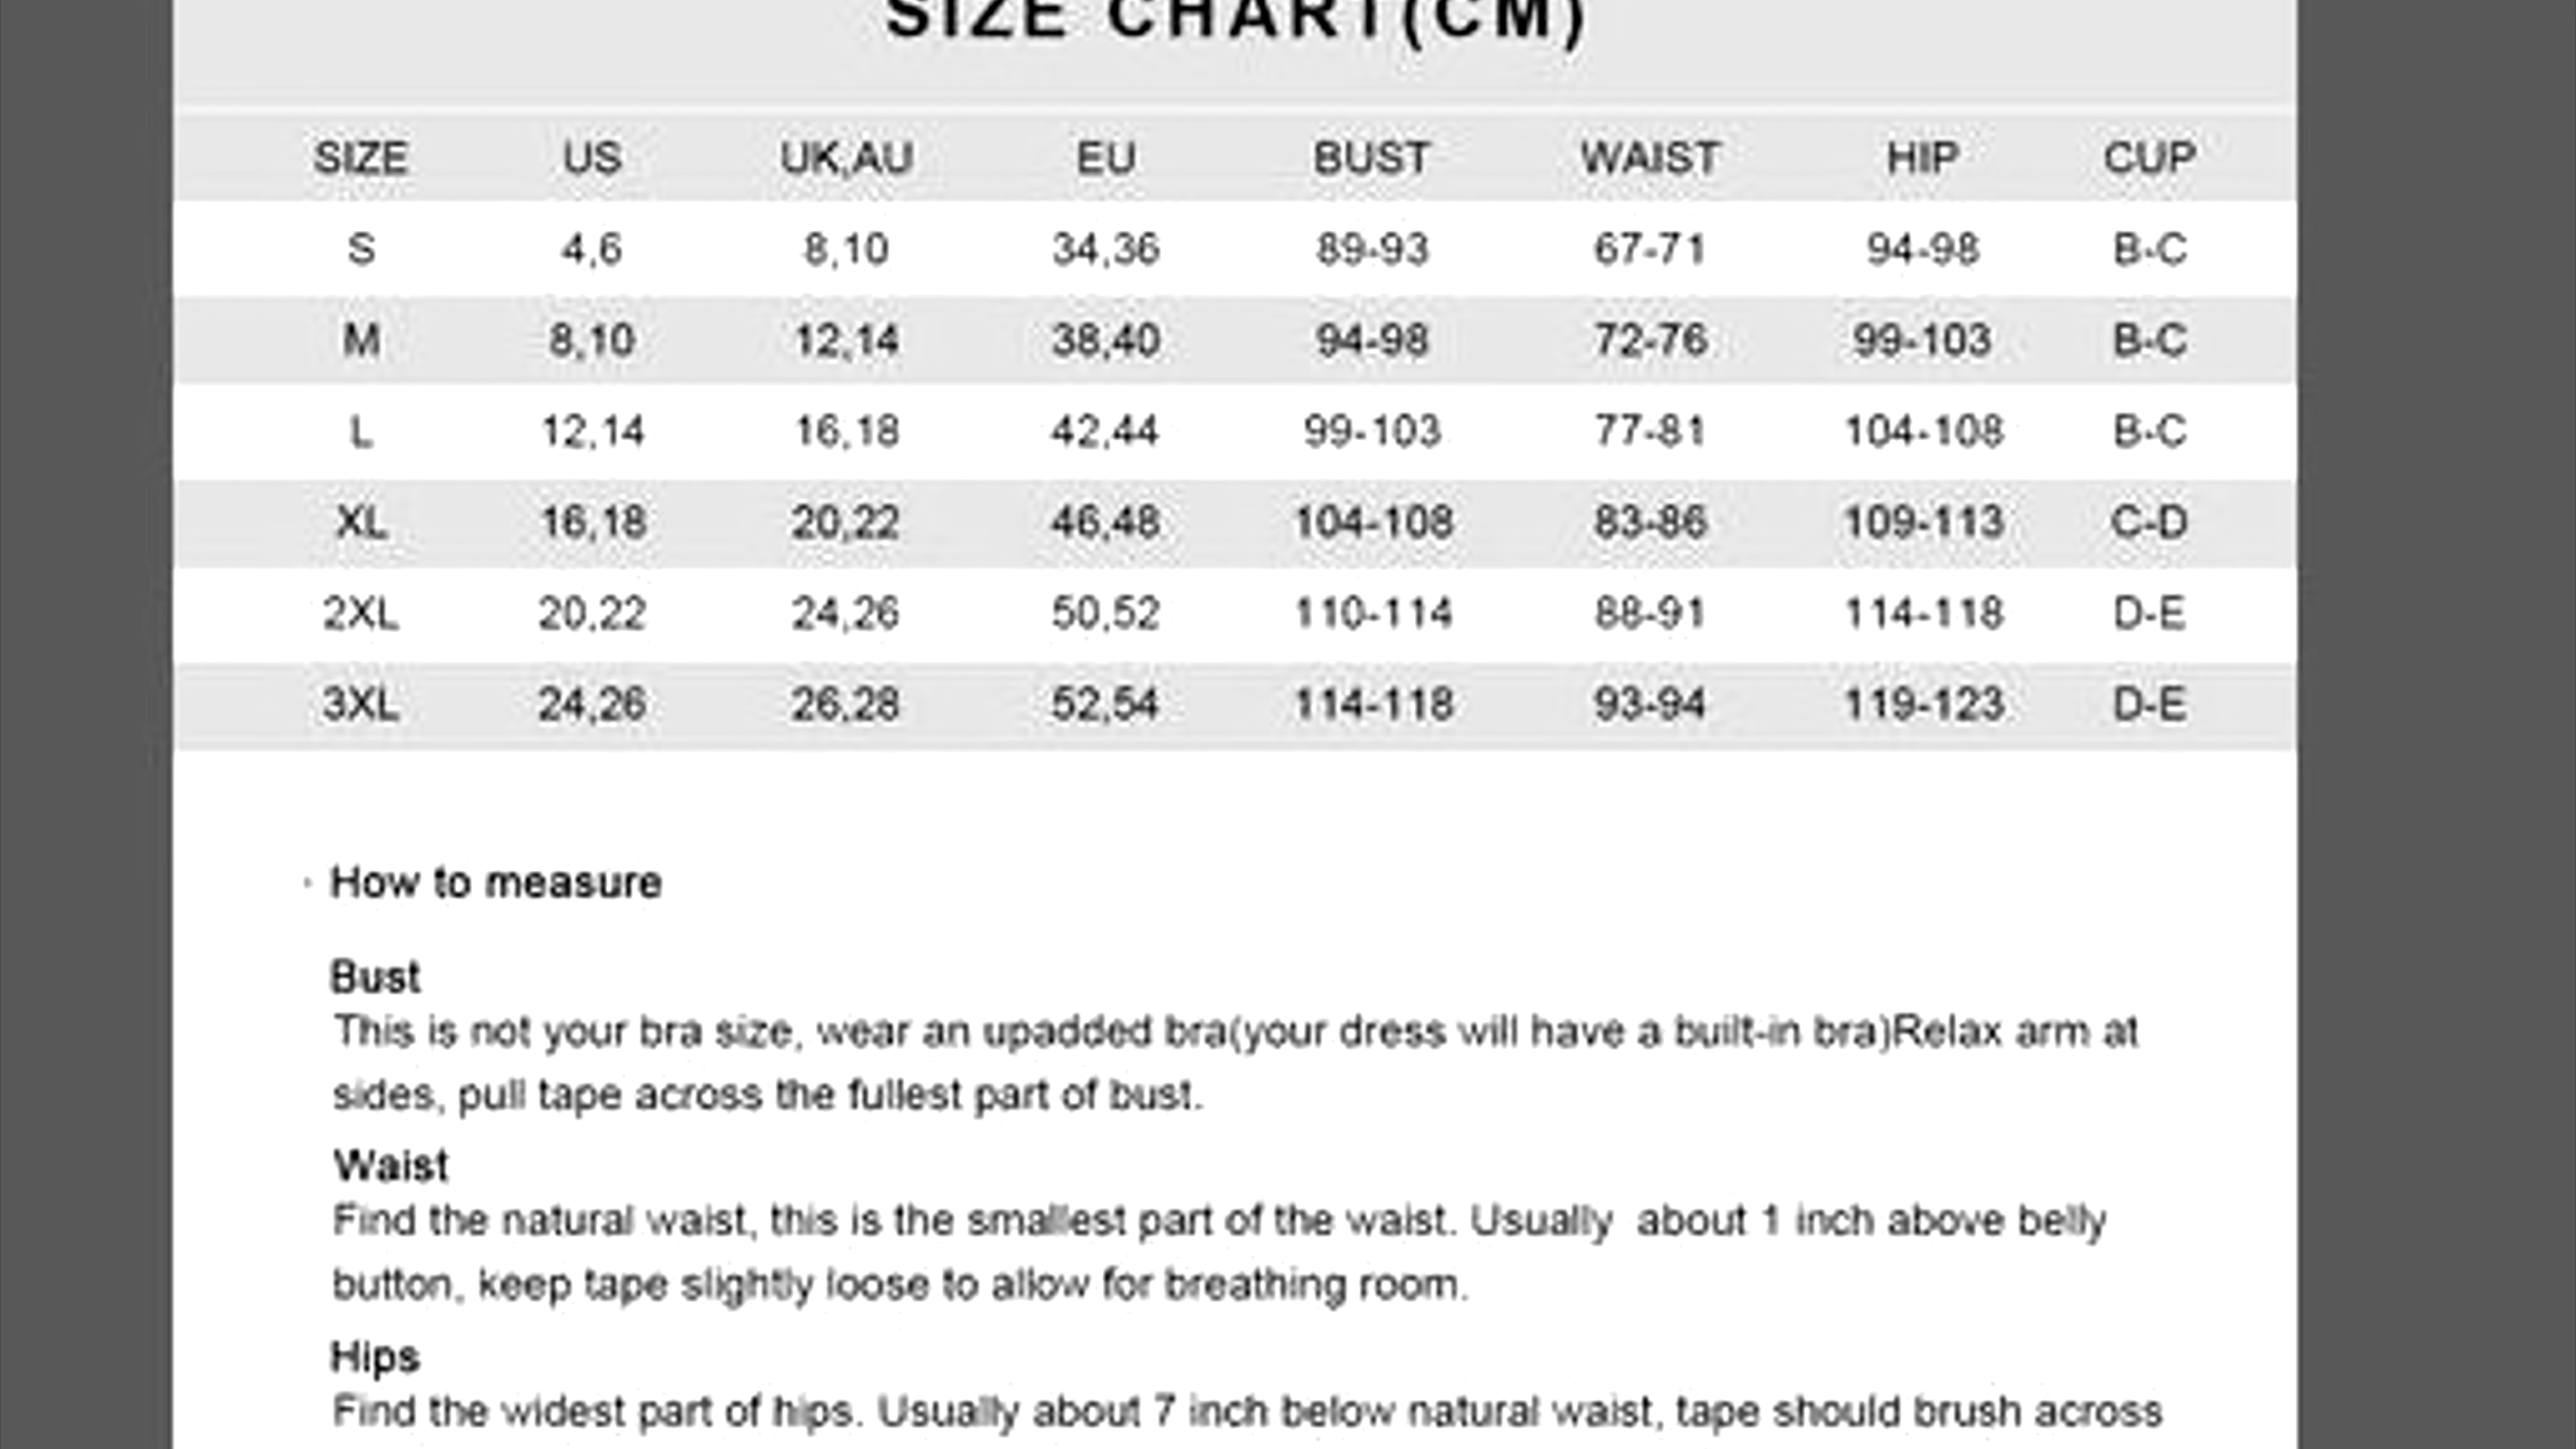 SIZE CHART(CM)
SIZE US UK,AU EU BUST WAIST HIP CUP
S 4,6 8,10 34,36 89-93 67-71 94-98 B-C
M 8,10 12,14 38,40 94-98 72-76 99-103 B-C
L 12,14 16,18 42,44 99-103 77-81 104-108 B-C
XL 16,18 20,22 46,48 104-108 83-86 109-113 C-D
2XL 20,22 24,26 50,52 110-114 88-91 114-118 D-E
3XL 24,26 26,28 52,54 114-118 93-94 119-123 D-E
· How to measure
Bust
This is not your bra size, wear an upadded bra(your dress will have a built-in bra)Relax arm at
sides, pull tape across the fullest part of bust.
Waist
Find the natural waist, this is the smallest part of the waist. Usually about 1 inch above belly
button, keep tape slightly loose to allow for breathing room.
Hips
Find the widest part of hips. Usually about 7 inch below natural waist, tape should brush across